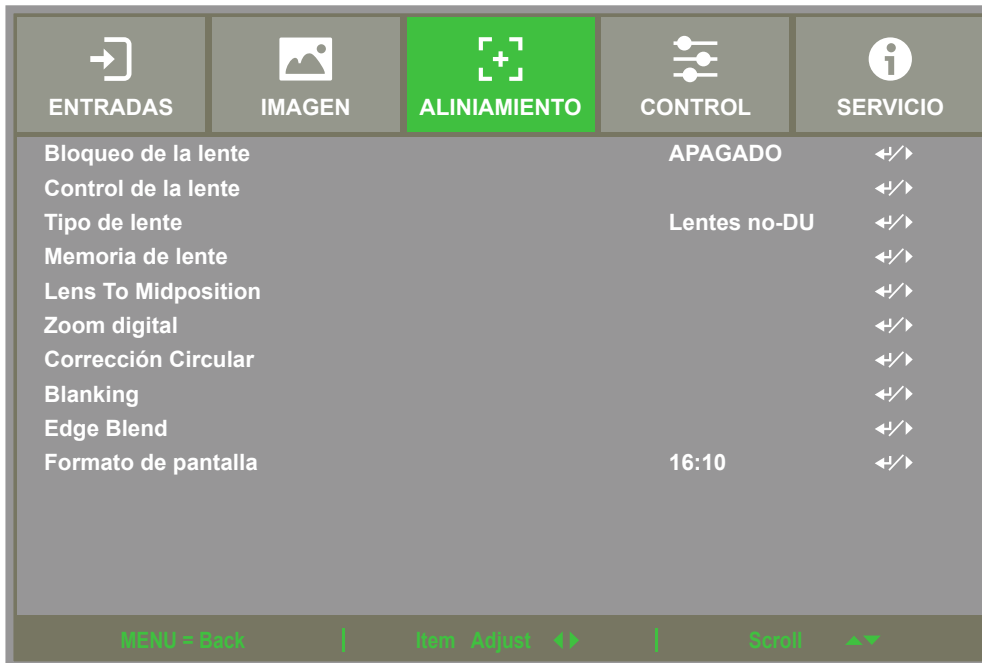 ENTRADAS IMAGEN ALINIAMIENTO CONTROL SERVICIO
Bloqueo de la lente APAGADO
Control de la lente
Tipo de lente Lentes no-DU
Memoria de lente
Lens To Midposition
Zoom digital
Corrección Circular
Blanking
Edge Blend
Formato de pantalla 16:10
MENU = Back Item Adjust Scroll